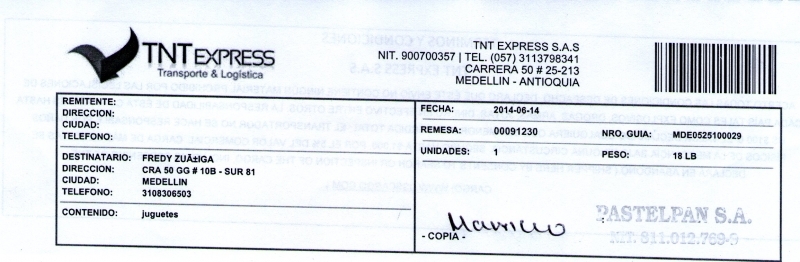 TNT EXPRESS
Transporte & Logística
TNT EXPRESS S.A.S
NIT. 900700357 | TEL. (057) 3113798341
CARRERA 50 # 25-213
MEDELLIN - ANTIOQUIA
REMITENTE:
DIRECCION:
CIUDAD:
TELEFONO:
FECHA: 2014-06-14
REMESA: 00091230 NRO. GUIA: MDE0525100029
UNIDADES: 1 PESO: 18 LB
DESTINATARIO: FREDY ZUÃ±IGA
DIRECCION: CRA 50 GG # 10B - SUR 81
CIUDAD: MEDELLIN
TELEFONO: 3108306503
CONTENIDO: juguetes
- COPIA -
PASTELPAN S.A.
NIT. 811.012.769-9